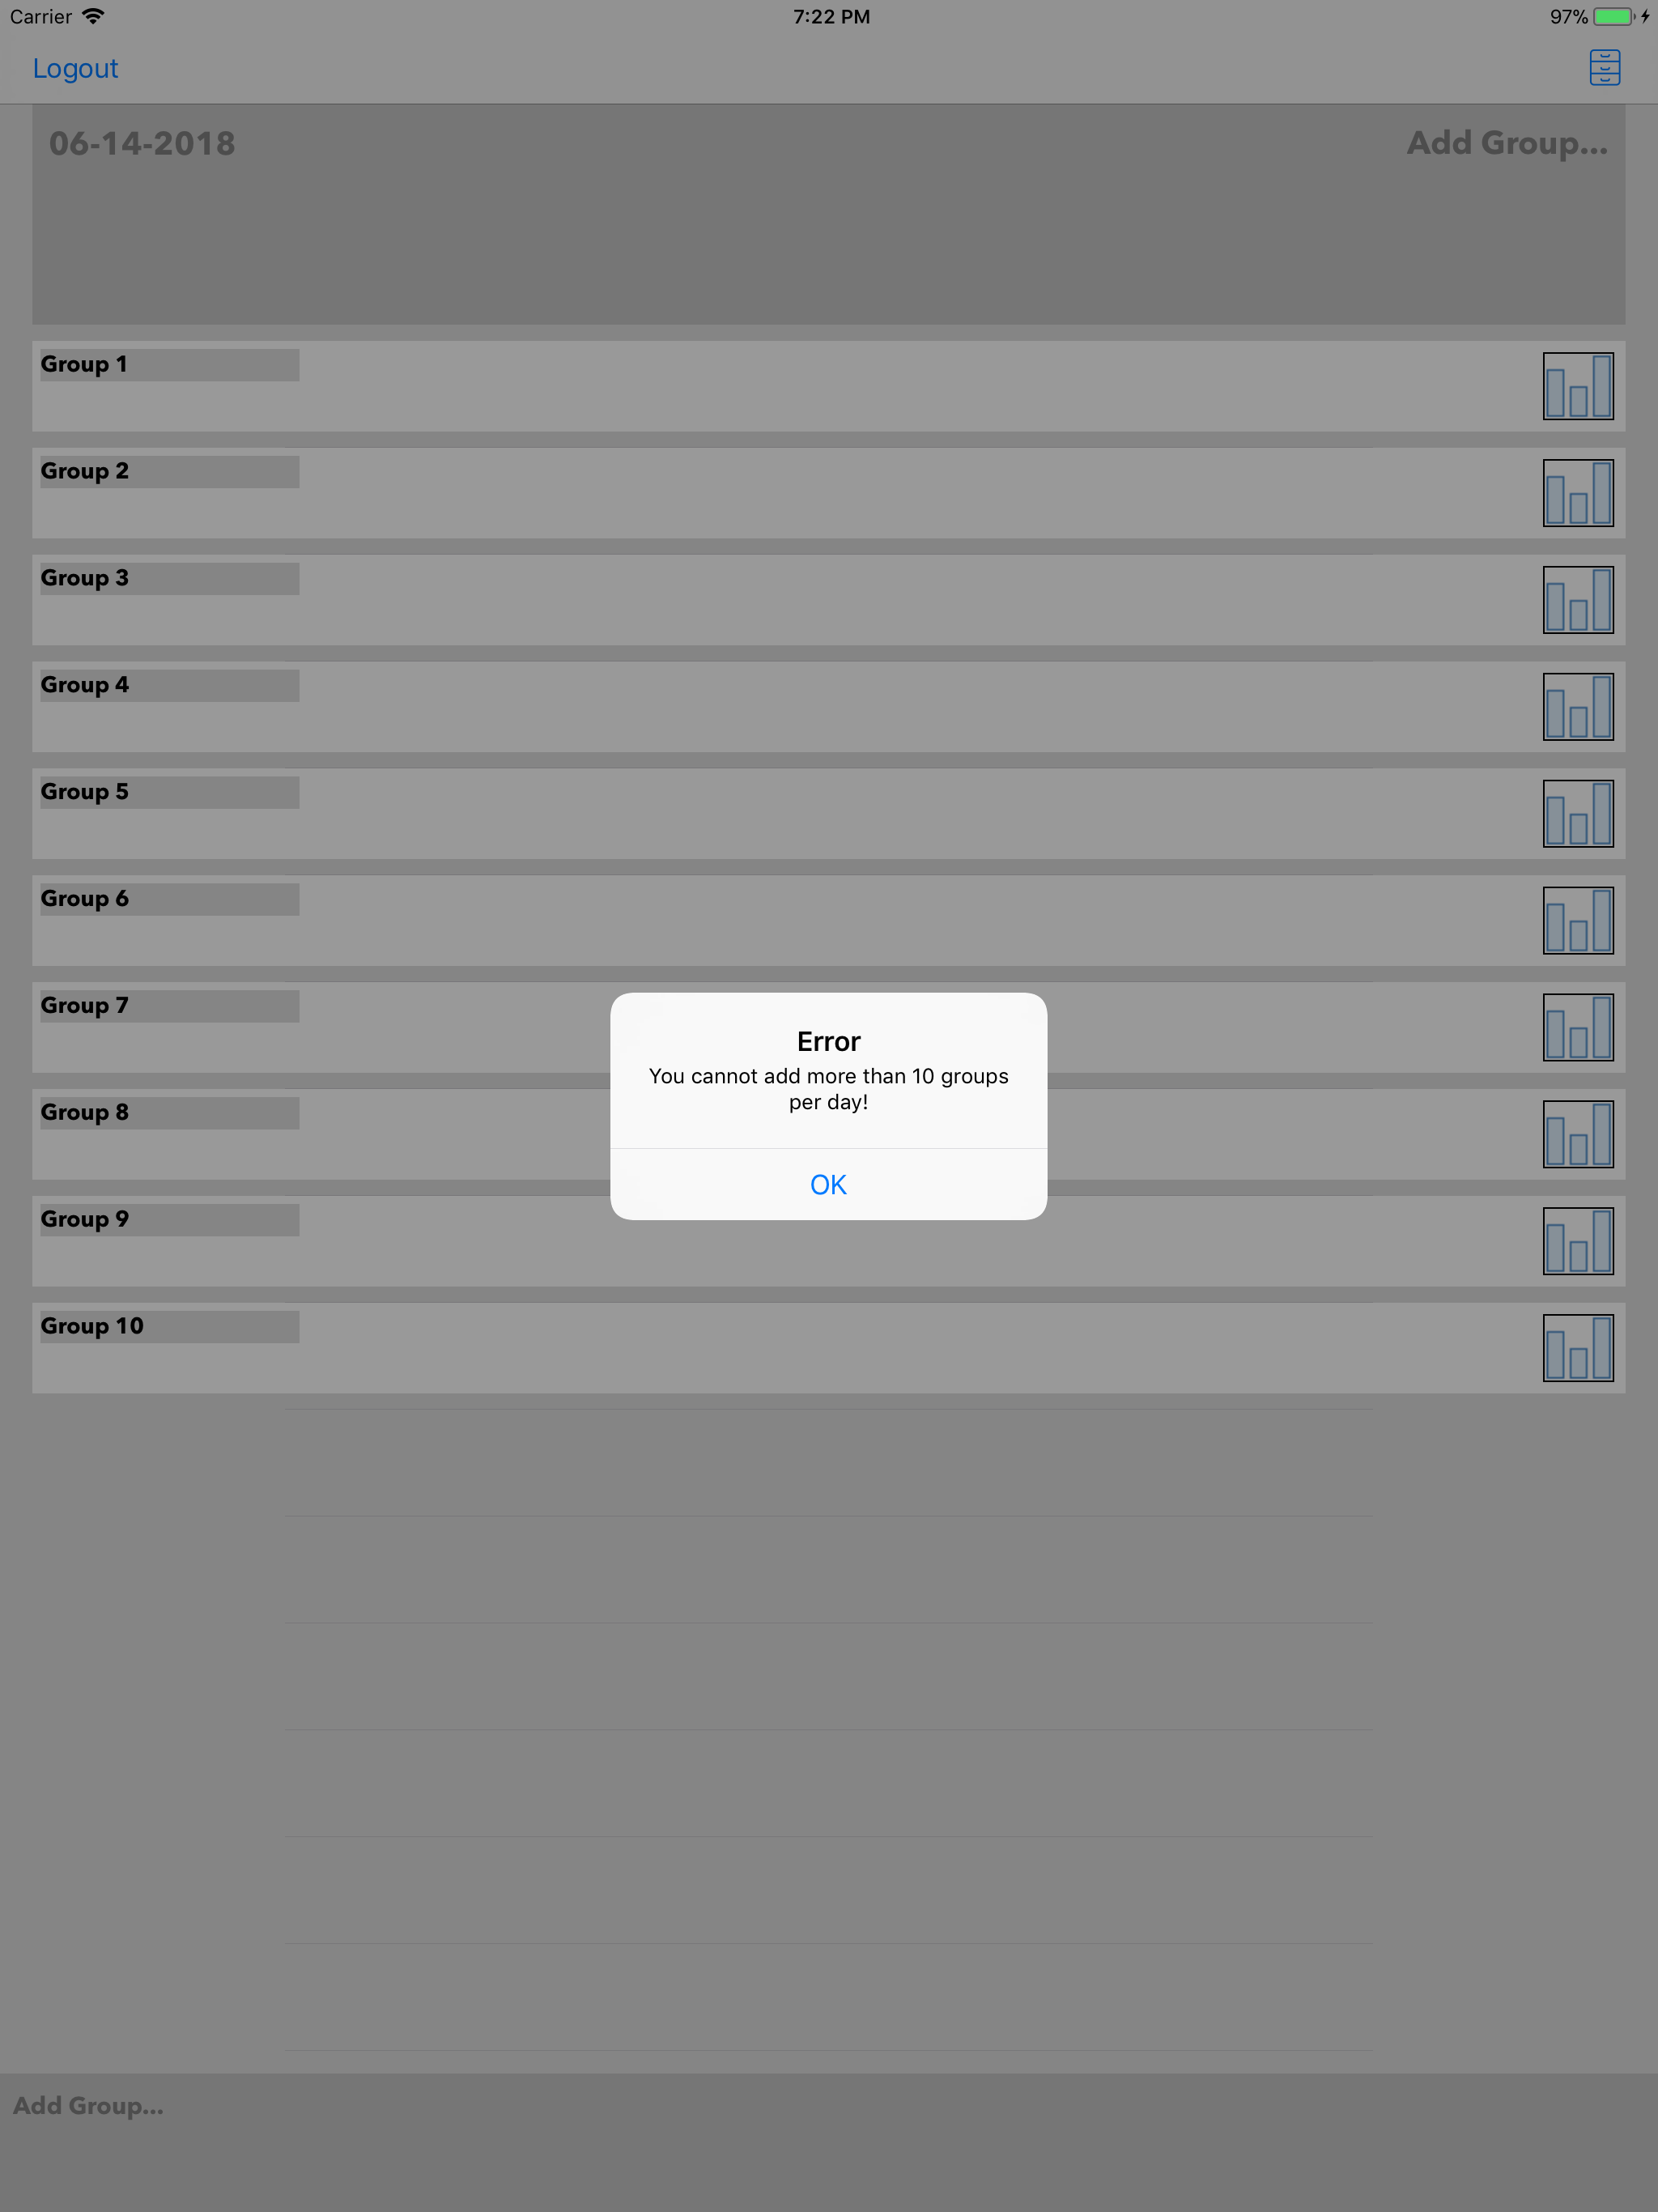 Carrier 7:22 PM 97%
Logout
06-14-2018 Add Group...
Group 1
Group 2
Group 3
Group 4
Group 5
Group 6
Group 7
Error
You cannot add more than 10 groups
per day!
Group 8
OK
Group 9
Group 10
Add Group...